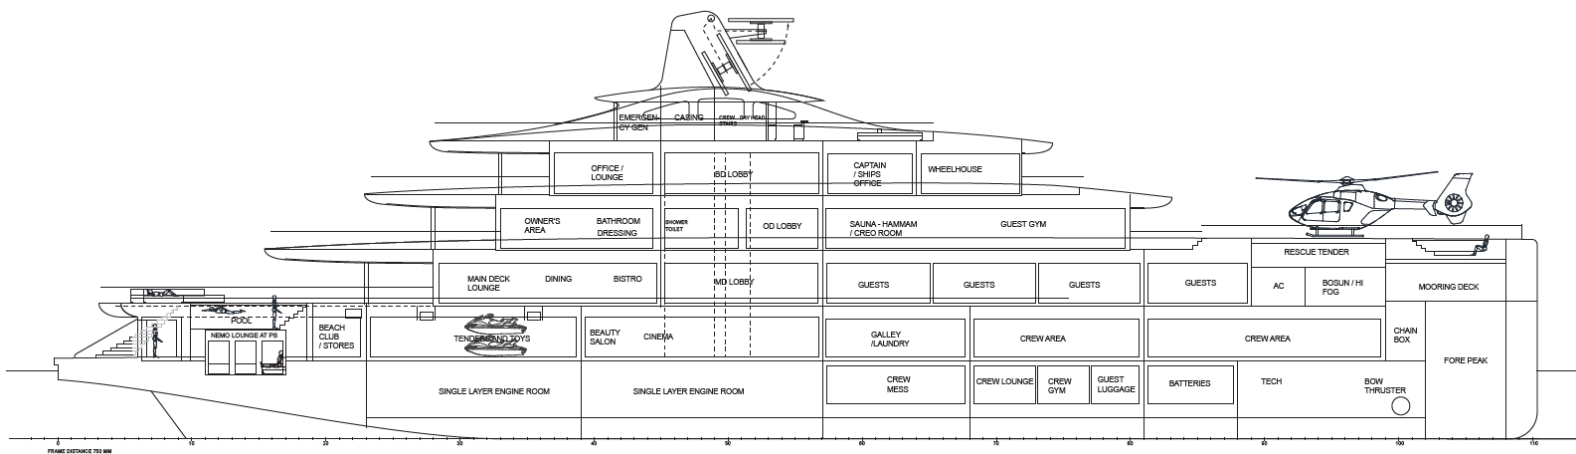 EMERGEN-
CY GEN
CASING
CREW
STAIRS
DAY HEAD
OFFICE /
LOUNGE
BD LOBBY
CAPTAIN
/ SHIPS
OFFICE
WHEELHOUSE
OWNER'S
AREA
BATHROOM
DRESSING
SHOWER
TOILET
OD LOBBY
SAUNA - HAMMAM
/ CREO ROOM
GUEST GYM
RESCUE TENDER
MAIN DECK
LOUNGE
DINING
BISTRO
MD LOBBY
GUESTS
GUESTS
GUESTS
GUESTS
AC
BOSUN / HI
FOG
MOORING DECK
POOL
NEMO LOUNGE AT PS
BEACH
CLUB
/ STORES
TENDERS AND TOYS
BEAUTY
SALON
CINEMA
GALLEY
/LAUNDRY
CREW AREA
CREW AREA
CHAIN
BOX
FORE PEAK
SINGLE LAYER ENGINE ROOM
SINGLE LAYER ENGINE ROOM
CREW
MESS
CREW LOUNGE
CREW
GYM
GUEST
LUGGAGE
BATTERIES
TECH
BOW
THRUSTER
0 10 20 30 40 50 60 70 80 90 100 110
FRAME DISTANCE 753 MM